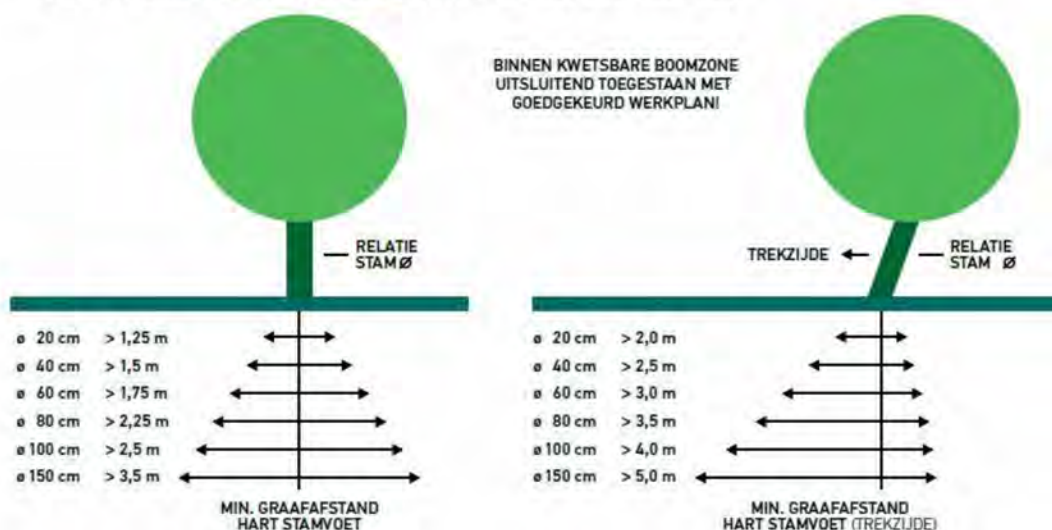 BINNEN KWETSBARE BOOMZONE
UITSLUITEND TOEGESTAAN MET
GOEDGEKEURD WERKPLAN!
RELATIE
STAM Ø
ø 20 cm > 1,25 m
ø 40 cm > 1,5 m
ø 60 cm > 1,75 m
ø 80 cm > 2,25 m
ø 100 cm > 2,5 m
ø 150 cm > 3,5 m
MIN. GRAAFAFSTAND
HART STAMVOET
TREKZIJDE
RELATIE
STAM Ø
ø 20 cm > 2,0 m
ø 40 cm > 2,5 m
ø 60 cm > 3,0 m
ø 80 cm > 3,5 m
ø 100 cm > 4,0 m
ø 150 cm > 5,0 m
MIN. GRAAFAFSTAND
HART STAMVOET (TREKZIJDE)